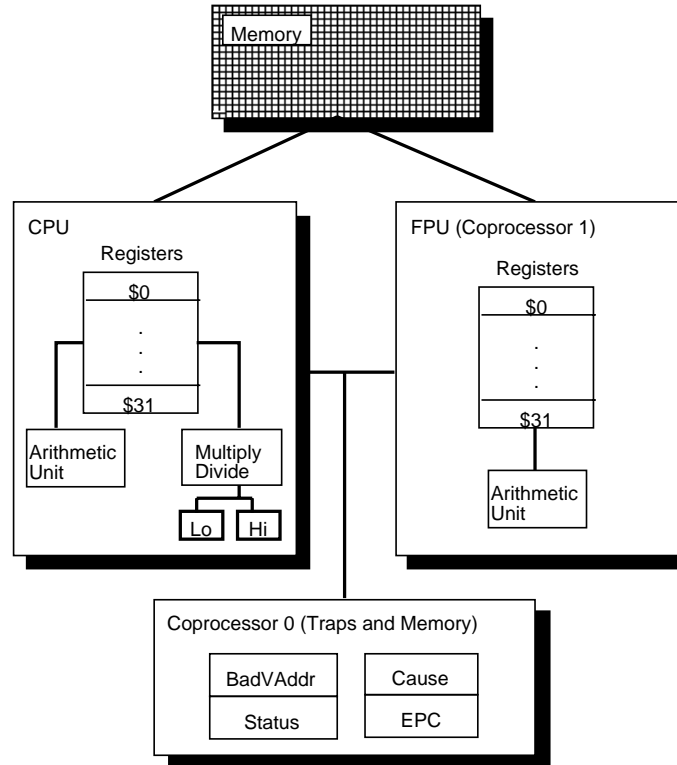 Memory
CPU
Registers
$0
.
.
.
$31
Arithmetic
Unit
Multiply
Divide
Lo
Hi
FPU (Coprocessor 1)
Registers
$0
.
.
.
$31
Arithmetic
Unit
Coprocessor 0 (Traps and Memory)
BadVAddr
Cause
Status
EPC